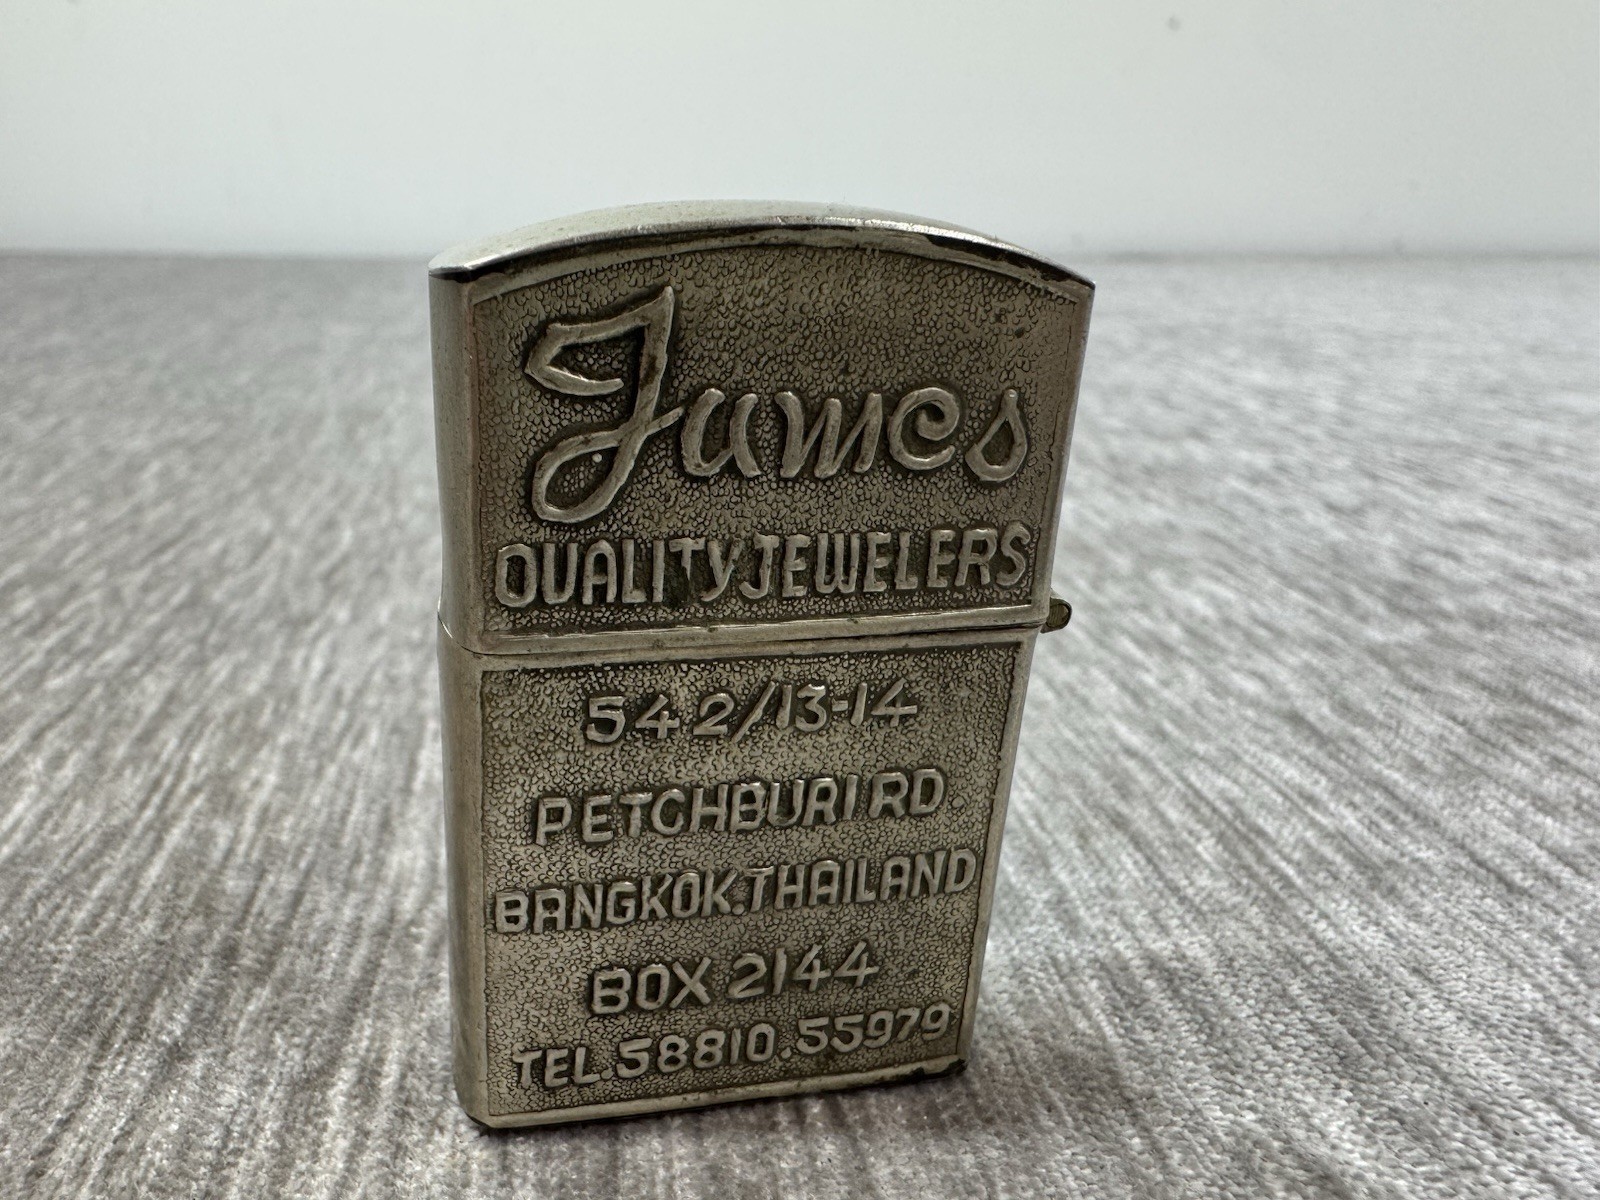 James
QUALITY JEWELERS
542/13-14
PETCHBURI RD
BANGKOK.THAILAND
BOX 2144
TEL.58810.55979